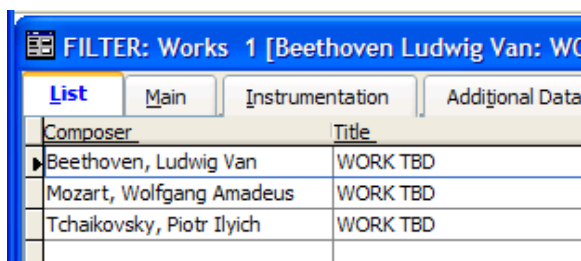 FILTER: Works 1 [Beethoven Ludwig Van: WO
List Main Instrumentation Additional Data
Composer Title
Beethoven, Ludwig Van WORK TBD
Mozart, Wolfgang Amadeus WORK TBD
Tchaikovsky, Piotr Ilyich WORK TBD